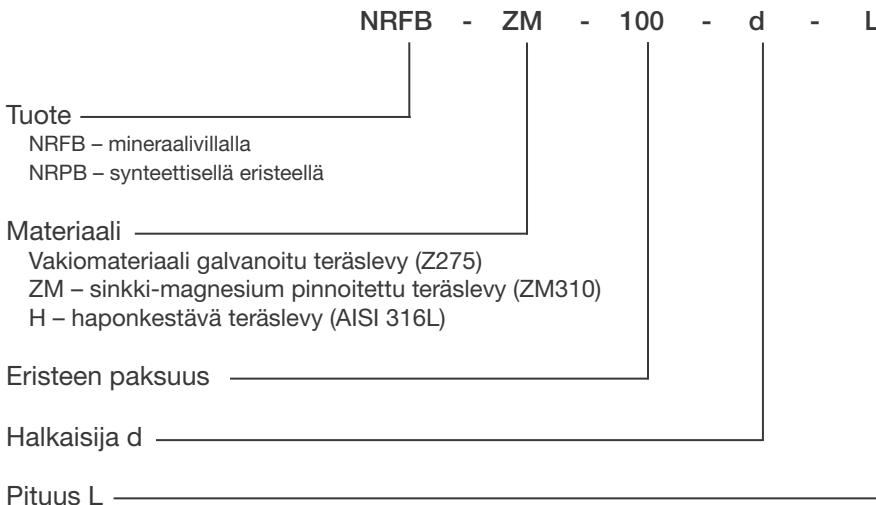 NRFB - ZM - 100 - d - L
Tuote
NRFB – mineraalivillalla
NRPB – synteettisellä eristeellä
Materiaali
Vakiomateriaali galvanoitu teräslevy (Z275)
ZM – sinkki-magnesium pinnoitettu teräslevy (ZM310)
H – haponkestävä teräslevy (AISI 316L)
Eristeen paksuus
Halkaisija d
Pituus L